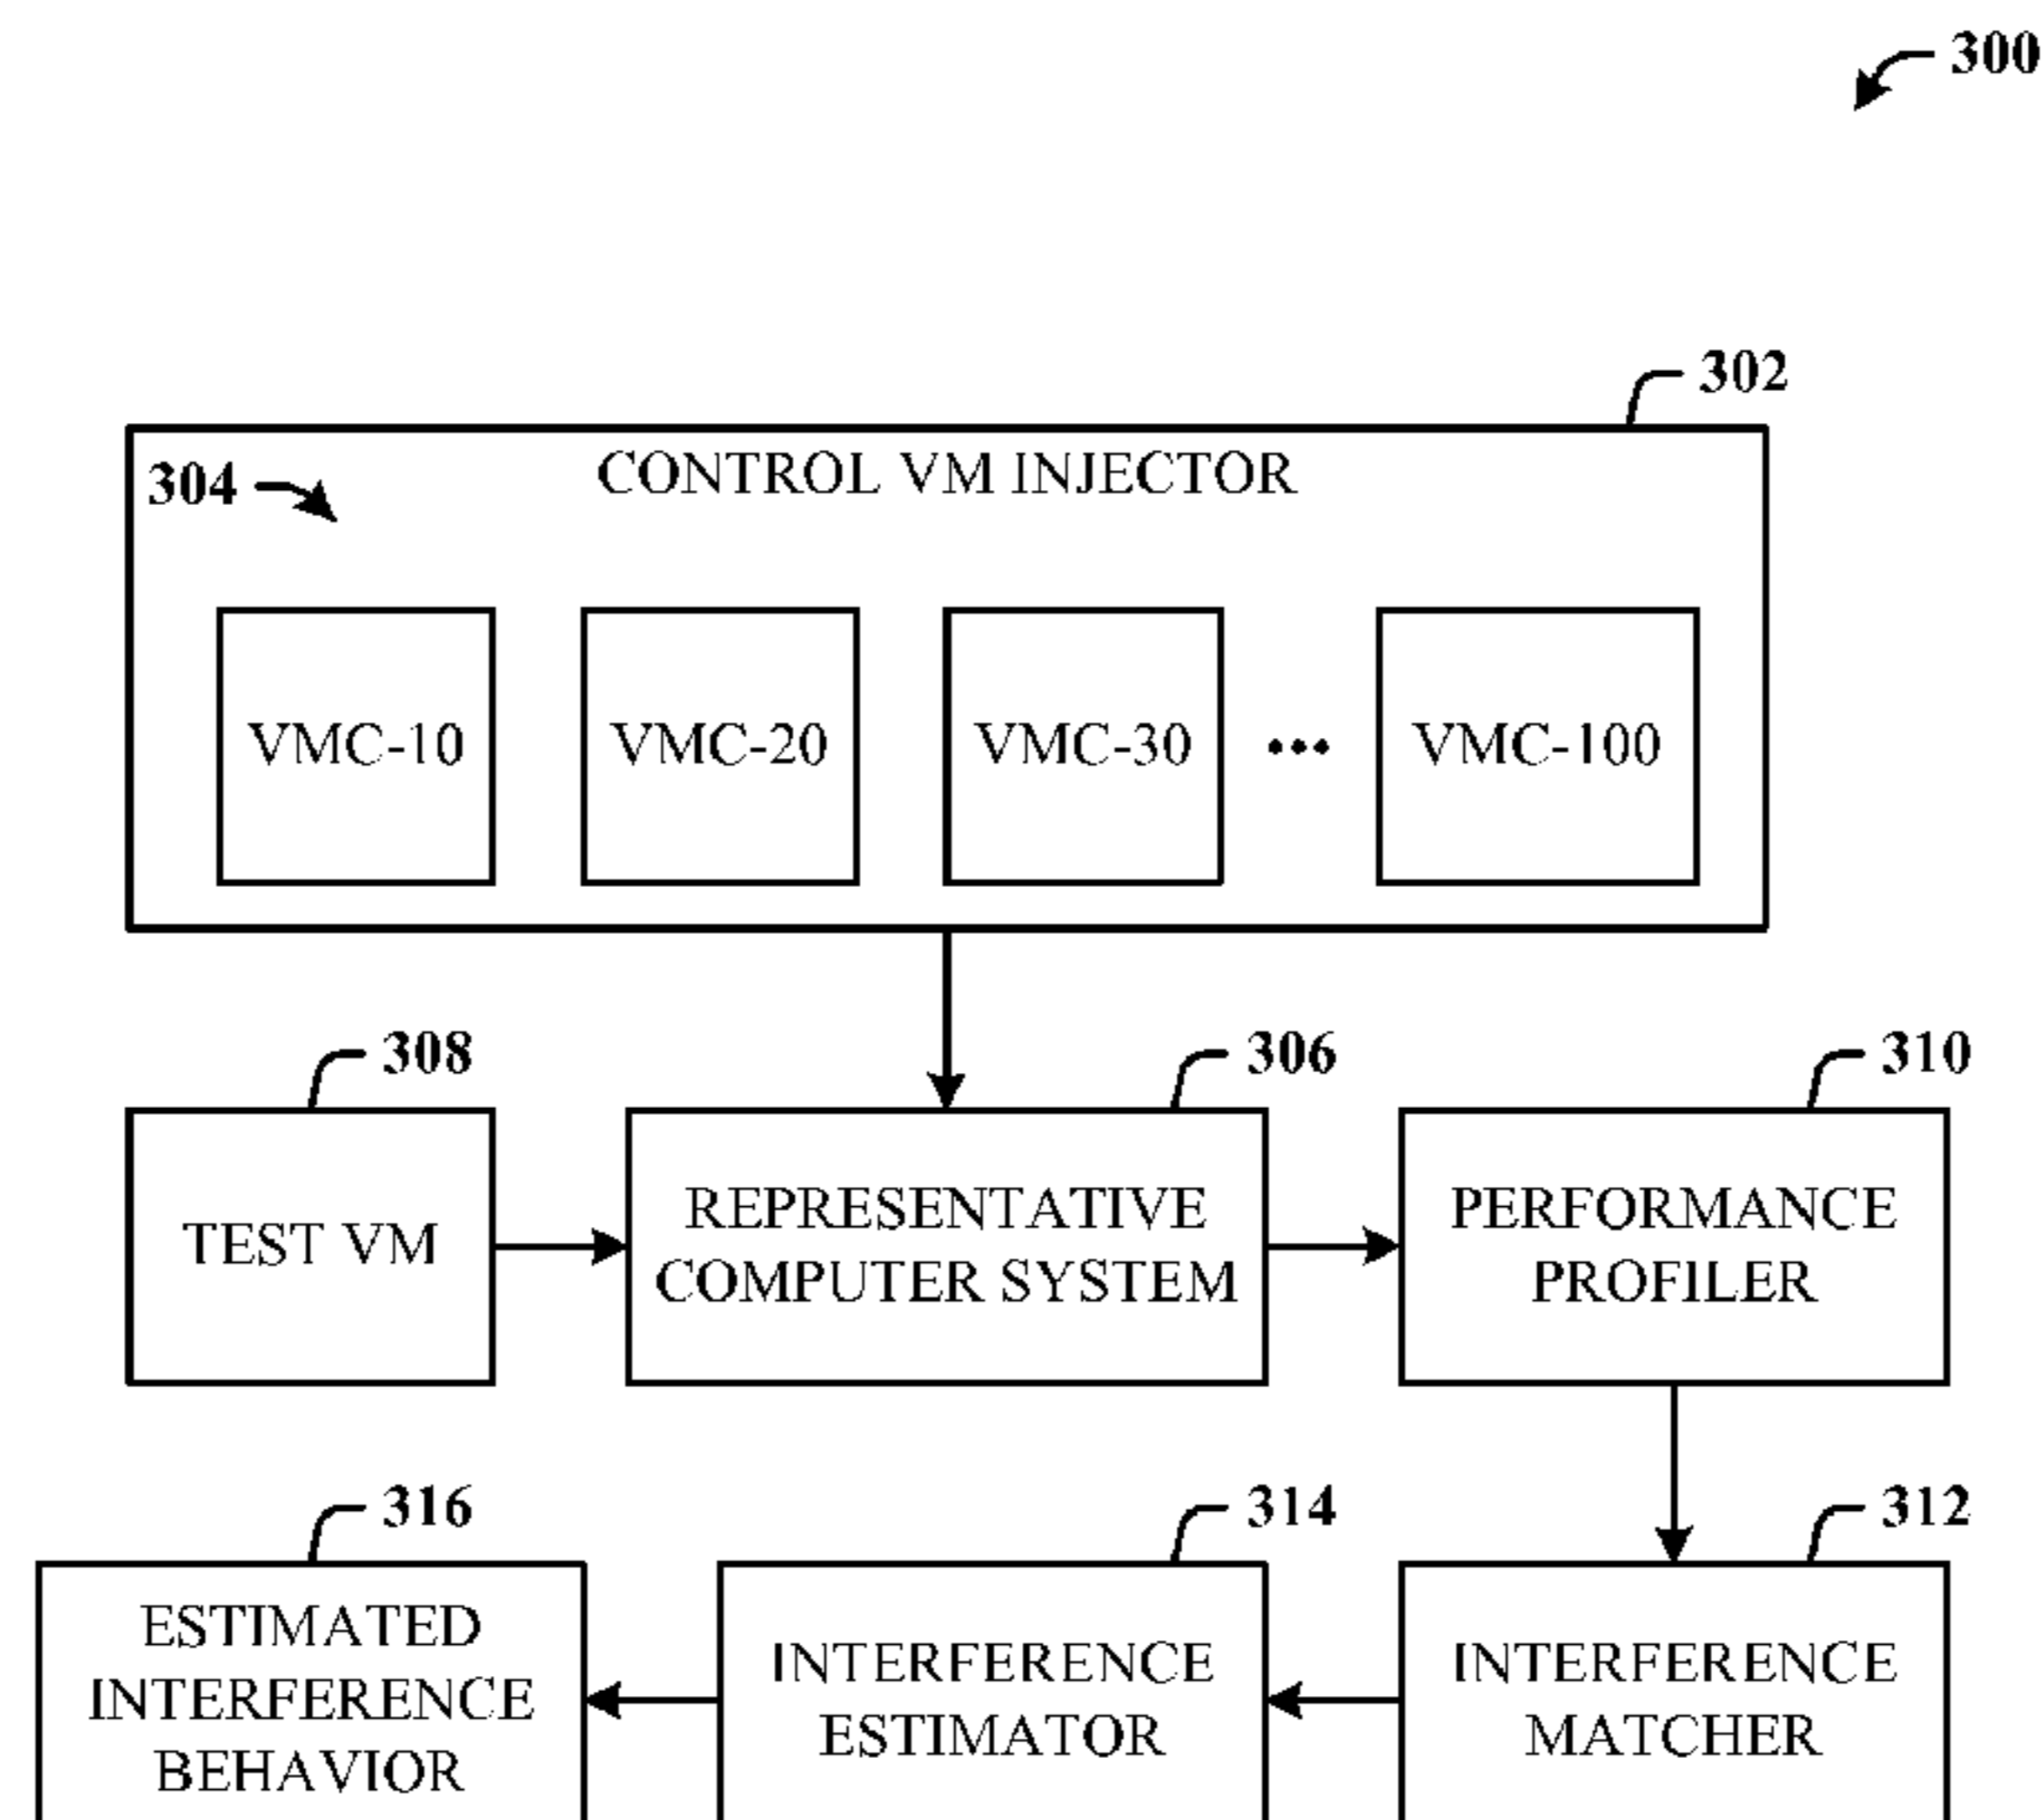 300
302
304
CONTROL VM INJECTOR
VMC-10
VMC-20
VMC-30
•••
VMC-100
308
306
310
TEST VM
REPRESENTATIVE
COMPUTER SYSTEM
PERFORMANCE
PROFILER
316
314
312
ESTIMATED
INTERFERENCE
BEHAVIOR
INTERFERENCE
ESTIMATOR
INTERFERENCE
MATCHER